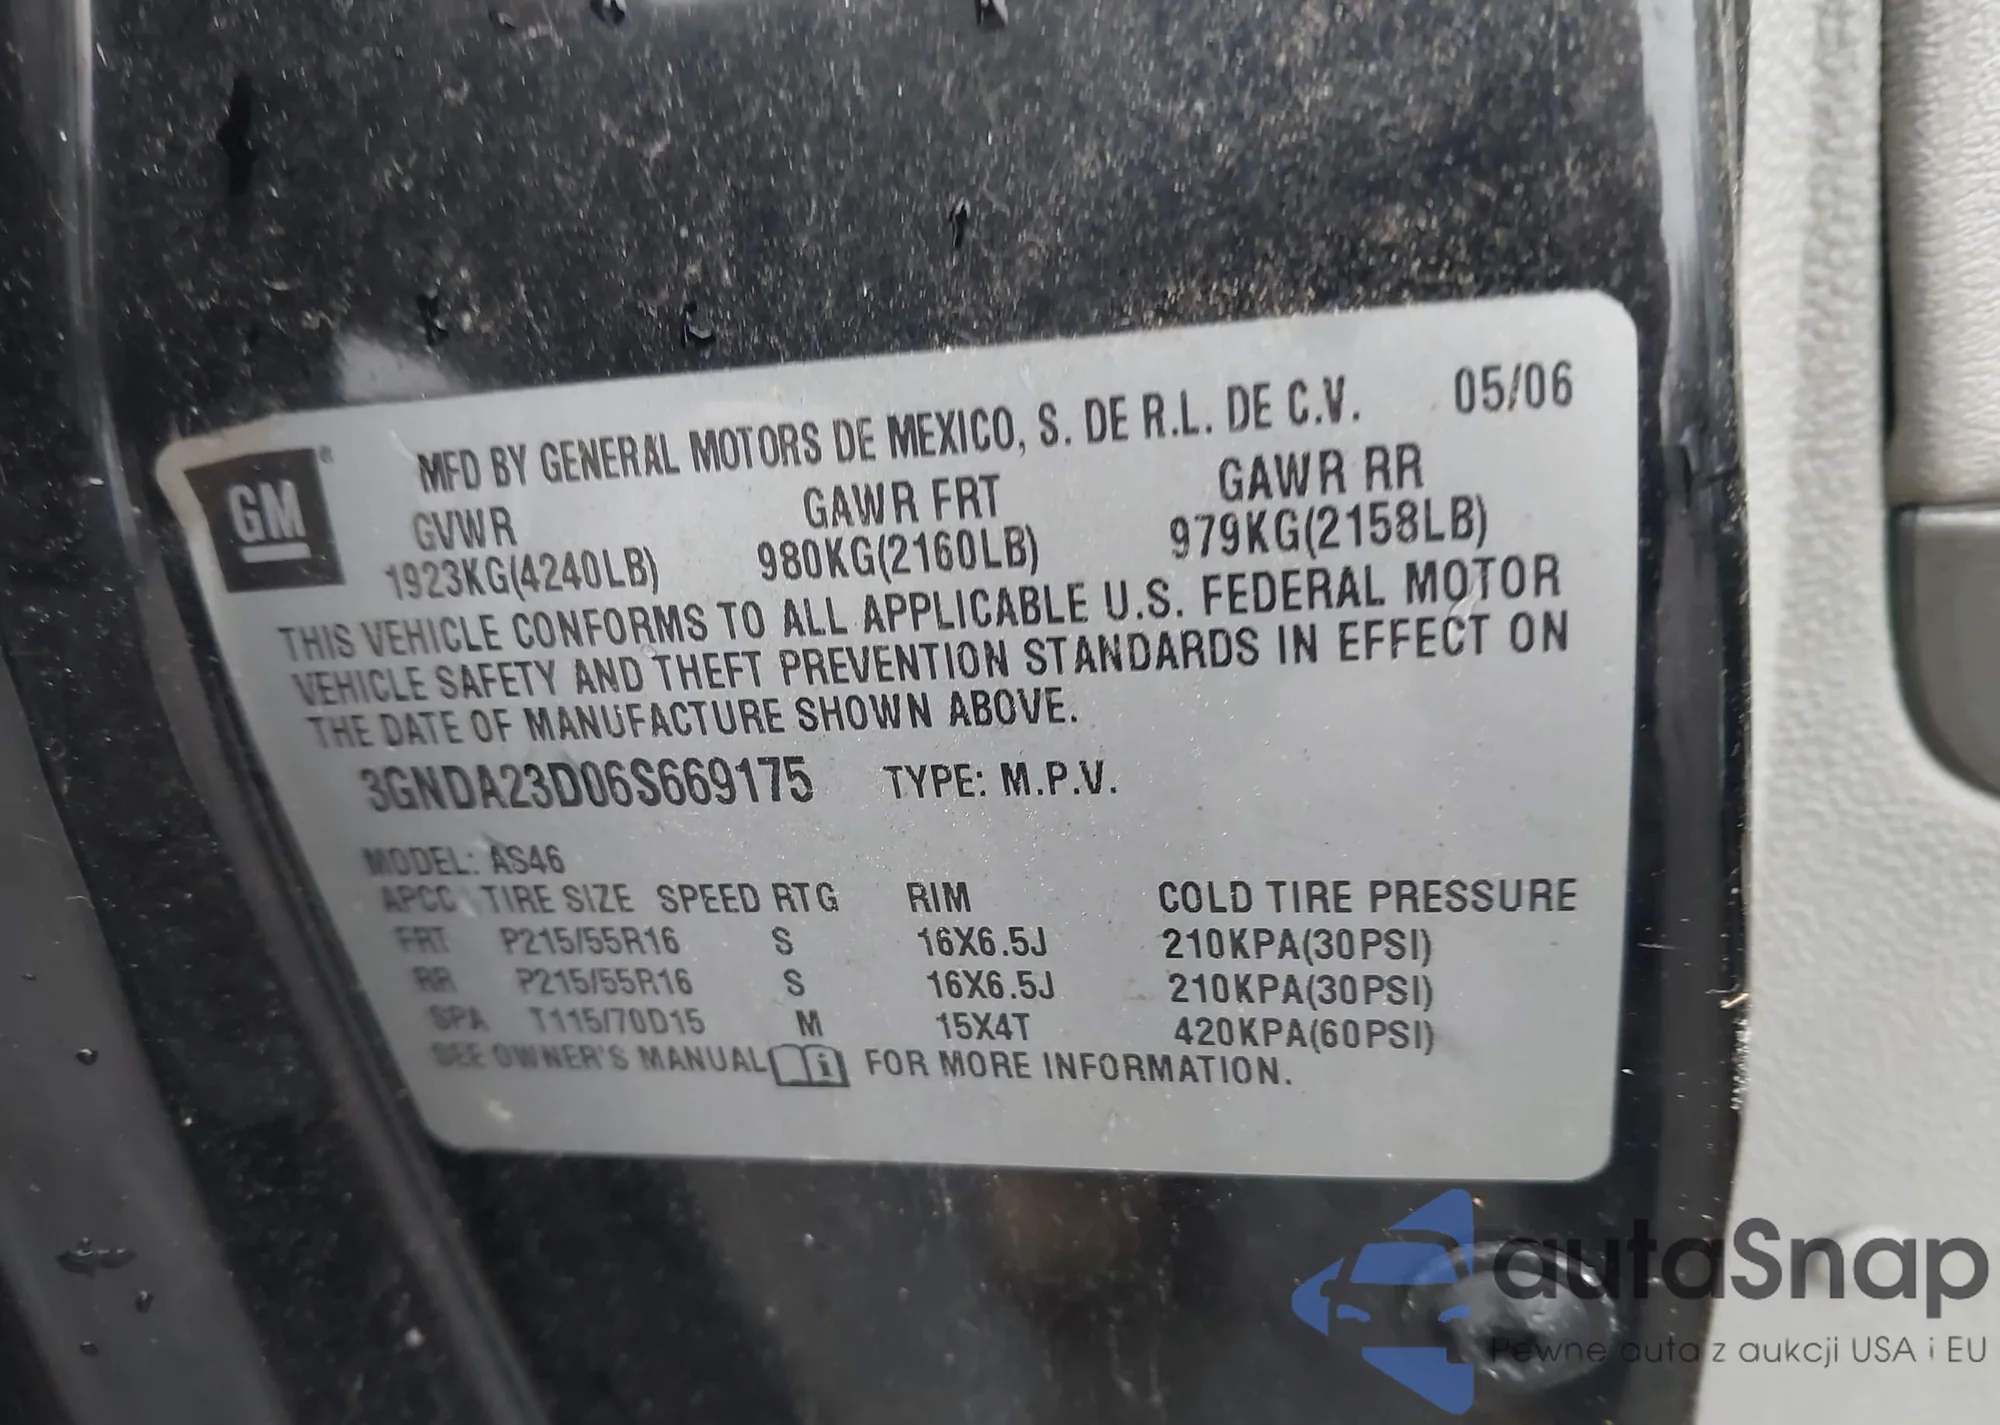 GM®
MFD BY GENERAL MOTORS DE MEXICO, S. DE R.L. DE C.V. 05/06
GVWR GAWR FRT GAWR RR
1923KG(4240LB) 980KG(2160LB) 979KG(2158LB)
THIS VEHICLE CONFORMS TO ALL APPLICABLE U.S. FEDERAL MOTOR
VEHICLE SAFETY AND THEFT PREVENTION STANDARDS IN EFFECT ON
THE DATE OF MANUFACTURE SHOWN ABOVE.
3GNDA23D06S669175 TYPE: M.P.V.
MODEL: AS46
APCC TIRE SIZE SPEED RTG RIM COLD TIRE PRESSURE
FRT P215/55R16 S 16X6.5J 210KPA(30PSI)
RR P215/55R16 S 16X6.5J 210KPA(30PSI)
SPA T115/70D15 M 15X4T 420KPA(60PSI)
SEE OWNER'S MANUAL i FOR MORE INFORMATION.
autaSnap
Pewne auta z aukcji USA i EU